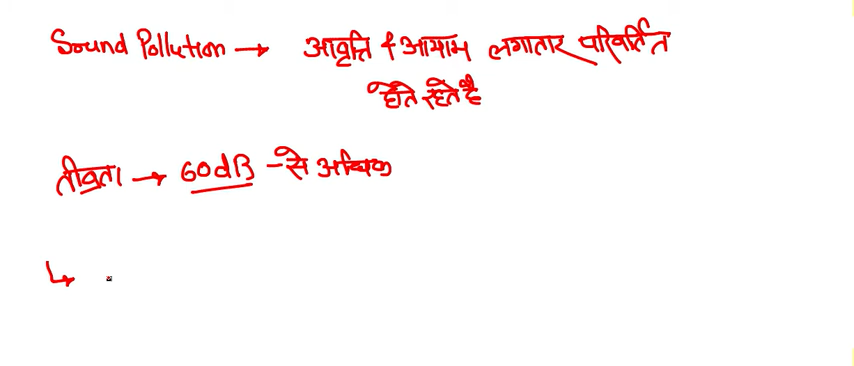 Sound Pollution → आवृत्ति & आयाम लगातार परिवर्तित
होते रहते है
तीव्रता → 60dB - से अधिक
↳